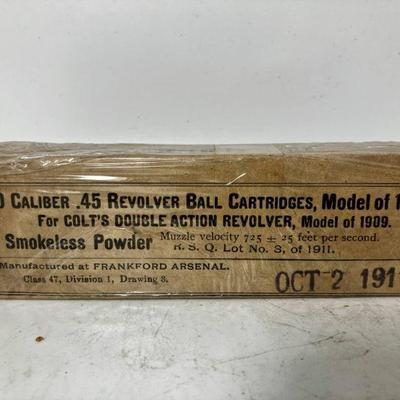 0 CALIBER .45 REVOLVER BALL CARTRIDGES, Model of 1
For COLT'S DOUBLE ACTION REVOLVER, Model of 1909.
Smokeless Powder Muzzle velocity 725 ± 25 feet per second.
R. S. Q. Lot No. 3, of 1911.
Manufactured at FRANKFORD ARSENAL.
Class 47, Division 1, Drawing 3.
OCT 2 191